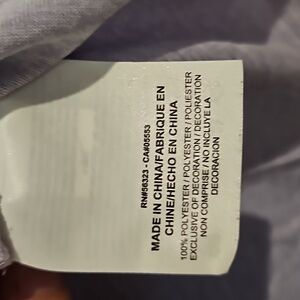 RN#56323 - CA#05553
MADE IN CHINA/FABRIQUE EN
CHINE/HECHO EN CHINA
100% POLYESTER / POLYESTER / POLIESTER
EXCLUSIVE OF DECORATION / DECORATION
NON COMPRISE / NO INCLUYE LA
DECORACION